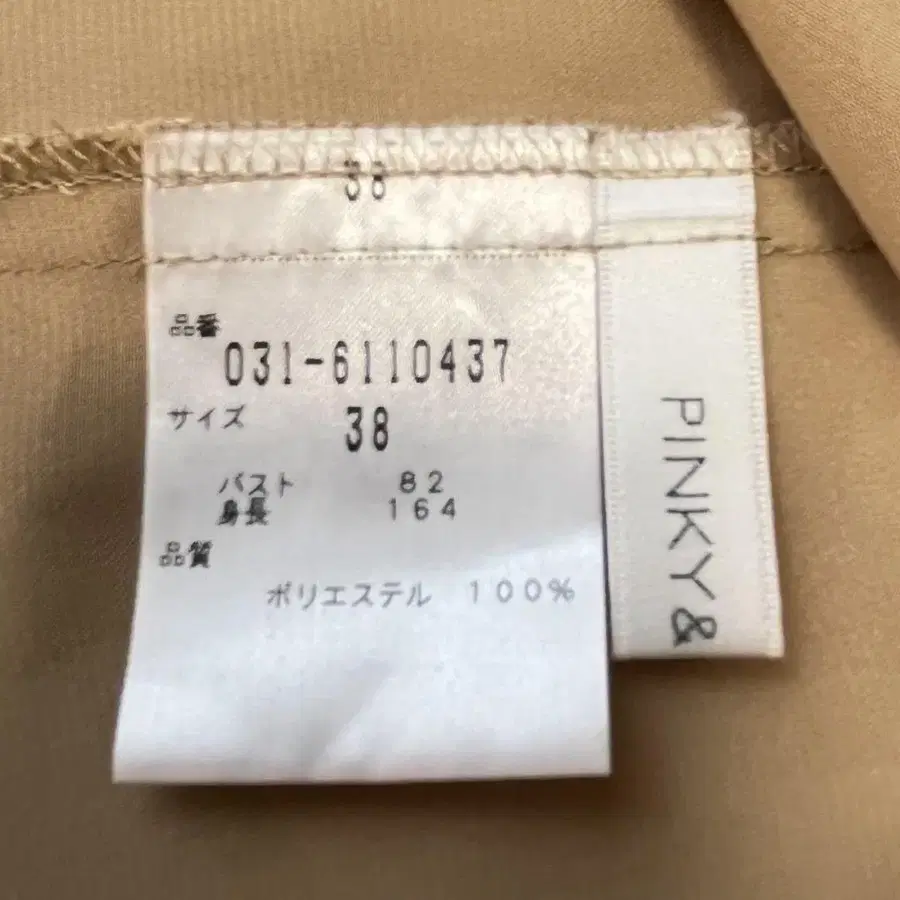 38
品番
031-6110437
サイズ 38
バスト 82
身長 164
品質
ポリエステル 100%
PINKY&